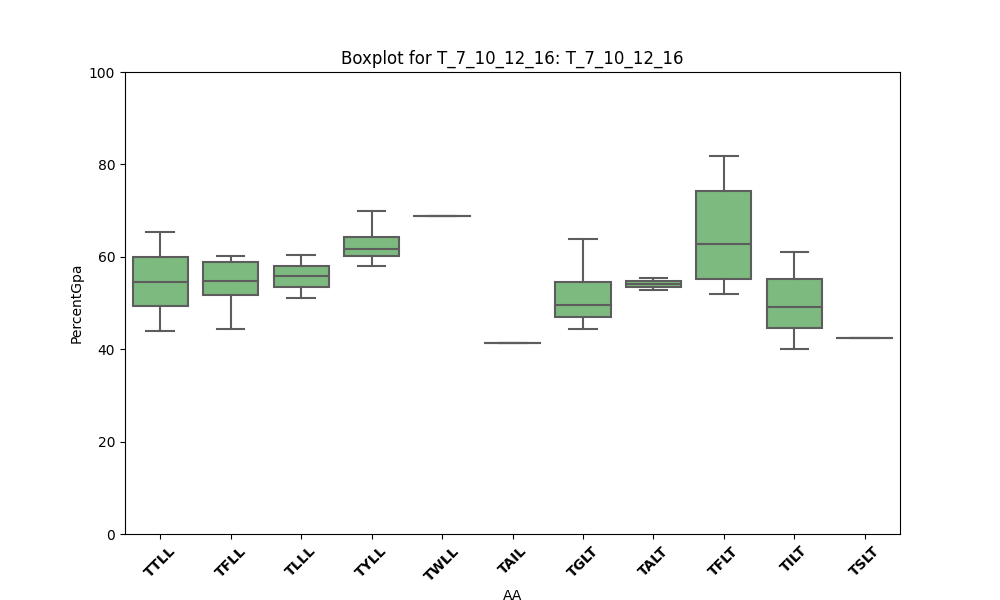 Boxplot for T_7_10_12_16: T_7_10_12_16
100
80
60
40
20
0
PercentGpa
TTLL TFLL TLLL TYLL TWLL TAIL TGLT TALT TFLT TILT TSLT
AA